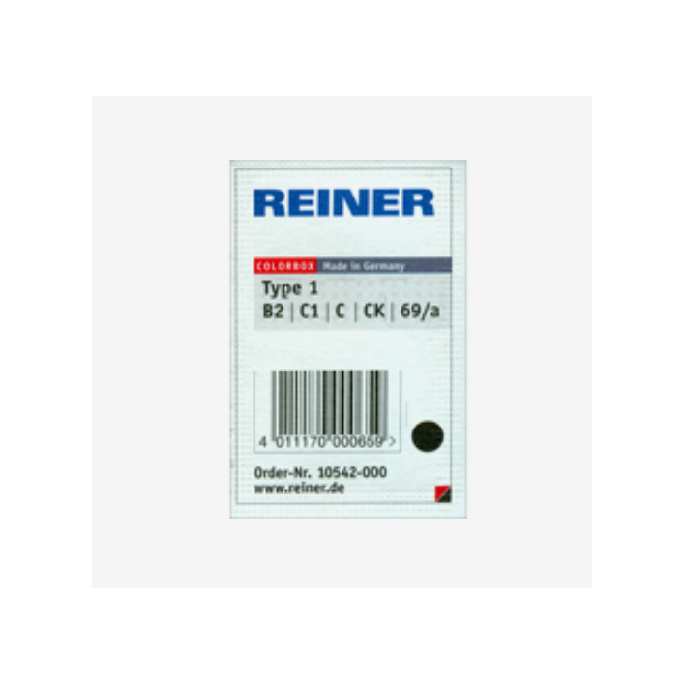 REINER
COLORBOX Made in Germany
Type 1
B2 | C1 | C | CK | 69/a
4 011170 000659 >
Order-Nr. 10542-000
www.reiner.de